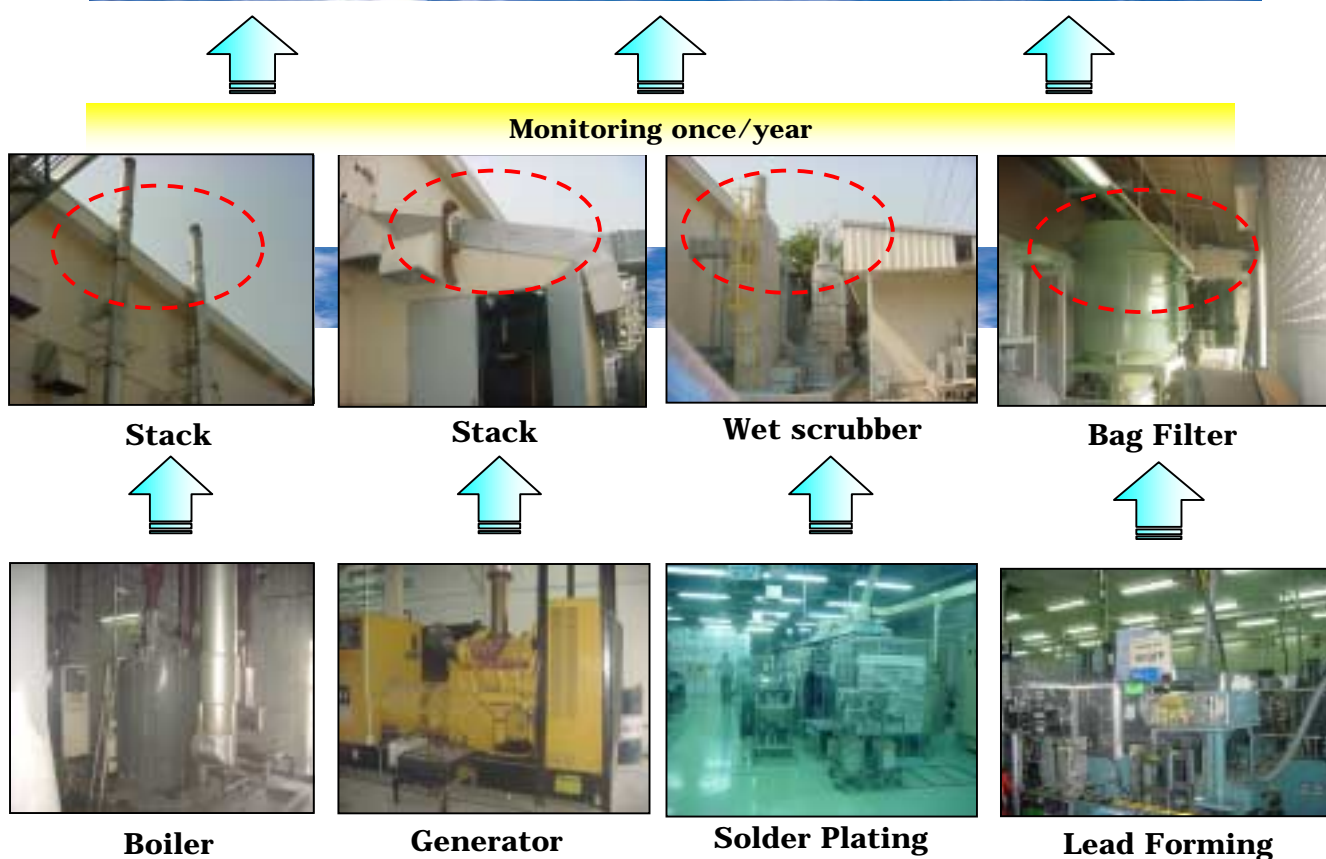 Monitoring once/year
Stack
Stack
Wet scrubber
Bag Filter
Boiler
Generator
Solder Plating
Lead Forming